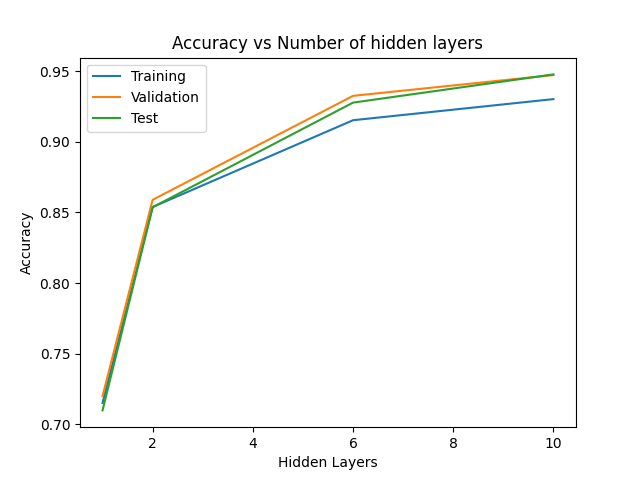 Accuracy vs Number of hidden layers
Training
Validation
Test
0.95
0.90
0.85
0.80
0.75
0.70
Accuracy
2 4 6 8 10
Hidden Layers